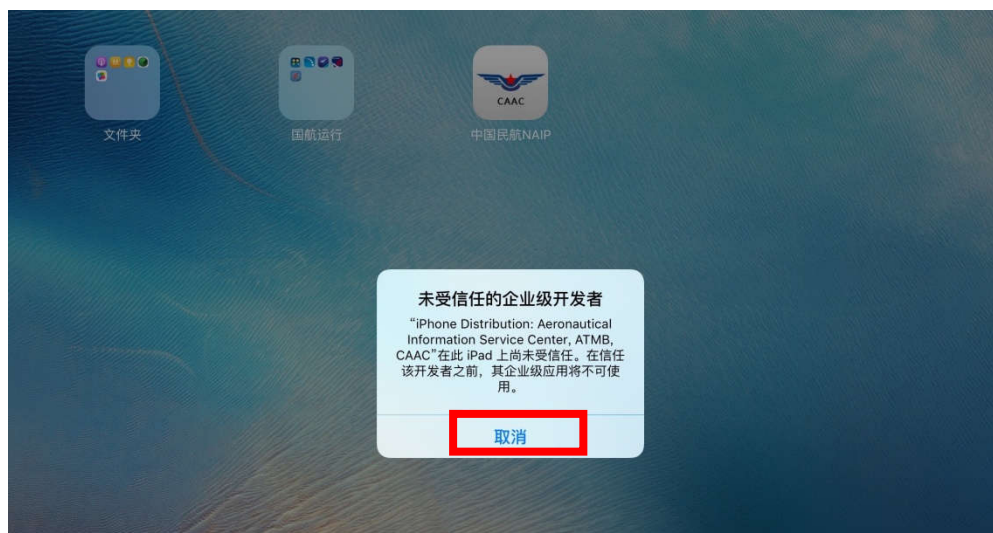 CAAC
文件夹
国航运行
中国民航NAIP
未受信任的企业级开发者
“iPhone Distribution: Aeronautical
Information Service Center, ATMB,
CAAC”在此 iPad 上尚未受信任。在信任
该开发者之前，其企业级应用将不可使
用。
取消